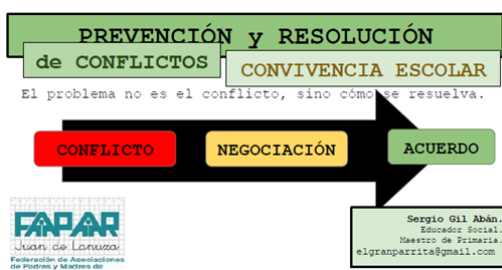 PREVENCIÓN y RESOLUCIÓN
de CONFLICTOS
CONVIVENCIA ESCOLAR
El problema no es el conflicto, sino cómo se resuelva.
CONFLICTO
NEGOCIACIÓN
ACUERDO
FAPAR
Juan de Lanuza
Federación de Asociaciones
de Padres y Madres de
Sergio Gil Abán.
Educador Social.
Maestro de Primaria.
elgranparrita@gmail.com